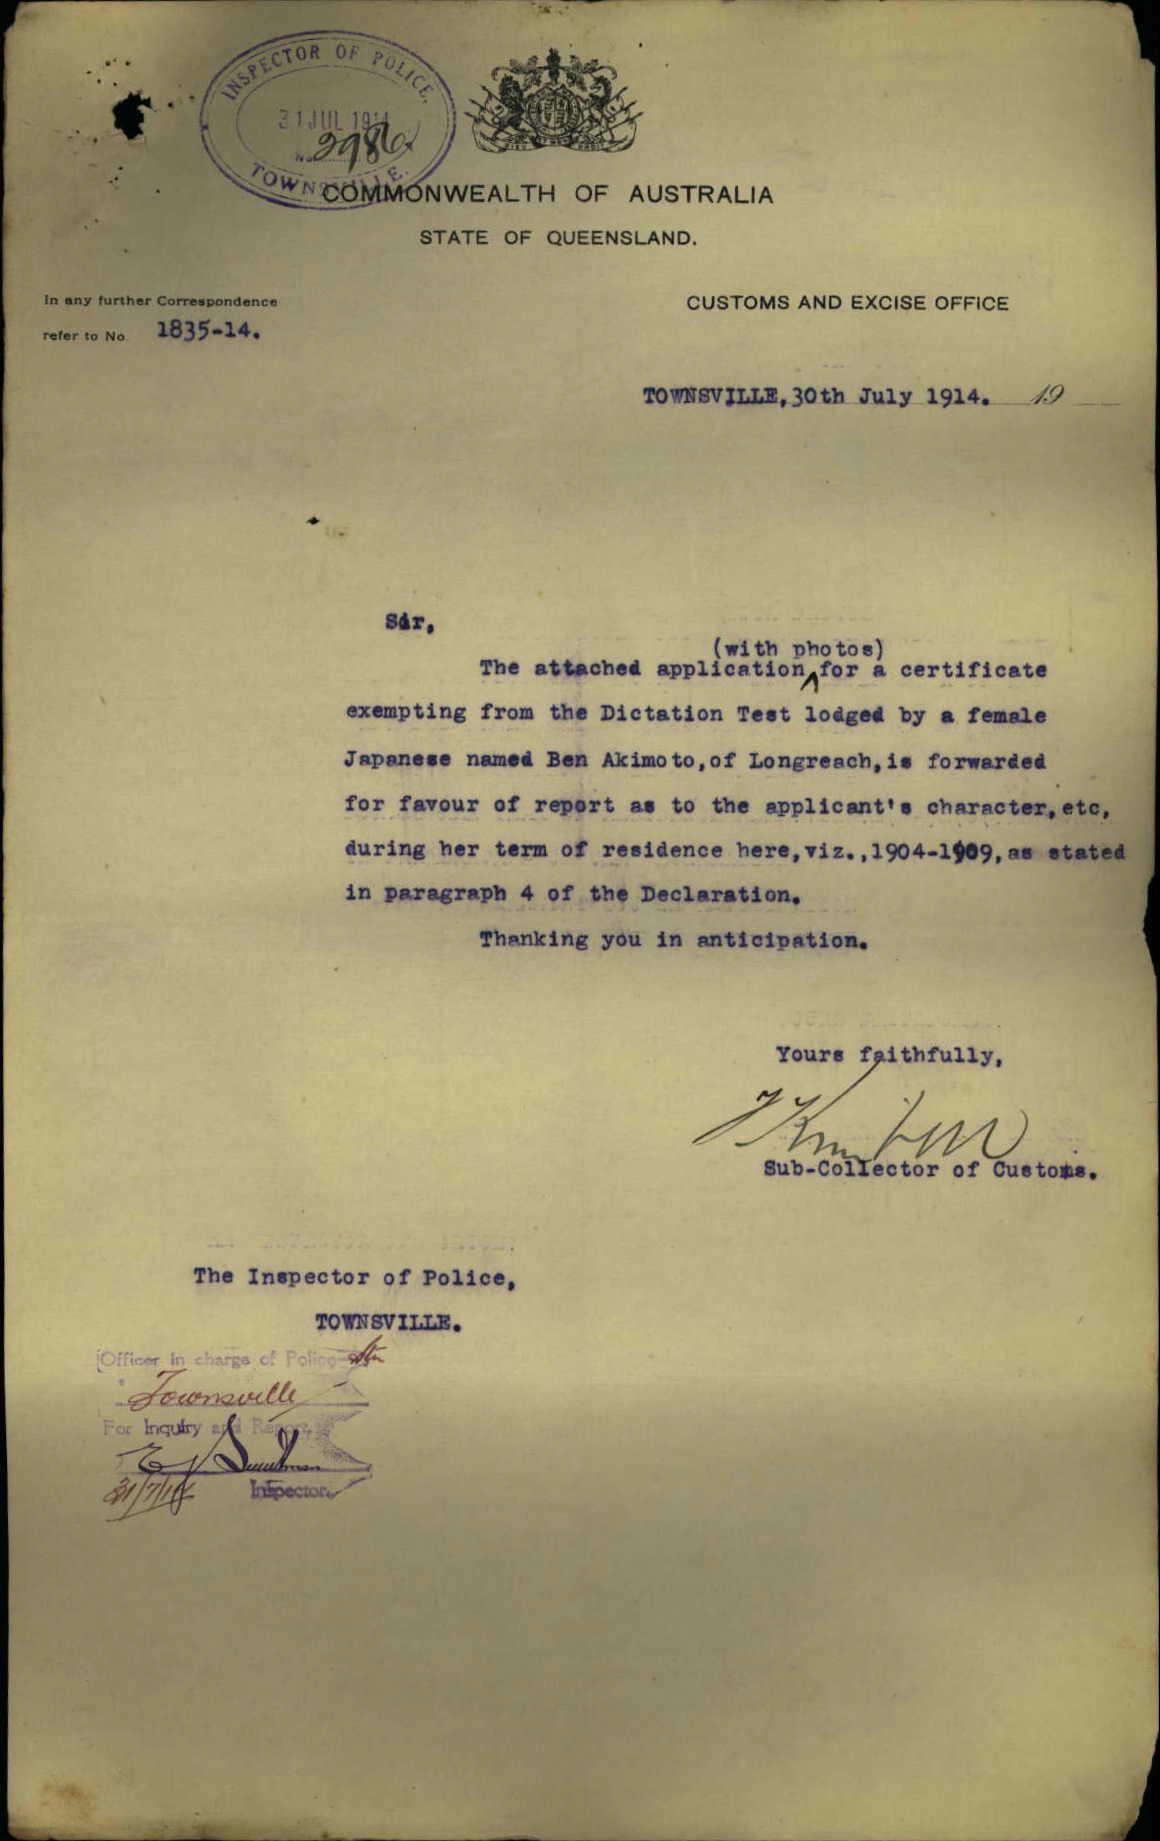 INSPECTOR OF POLICE.
31 JUL 1914
No. 2986
TOWNSVILLE.
COMMONWEALTH OF AUSTRALIA
STATE OF QUEENSLAND.
In any further Correspondence
refer to No. 1835-14.
CUSTOMS AND EXCISE OFFICE
TOWNSVILLE, 30th July 1914. 19
Sir,
(with photos)
The attached application for a certificate
exempting from the Dictation Test lodged by a female
Japanese named Ben Akimoto, of Longreach, is forwarded
for favour of report as to the applicant's character, etc,
during her term of residence here, viz., 1904-1909, as stated
in paragraph 4 of the Declaration.
Thanking you in anticipation.
Yours faithfully,
Sub-Collector of Customs.
The Inspector of Police,
TOWNSVILLE.
Officer in charge of Police Stn
Townsville
For Inquiry and Report.
31/7/14 Inspector.